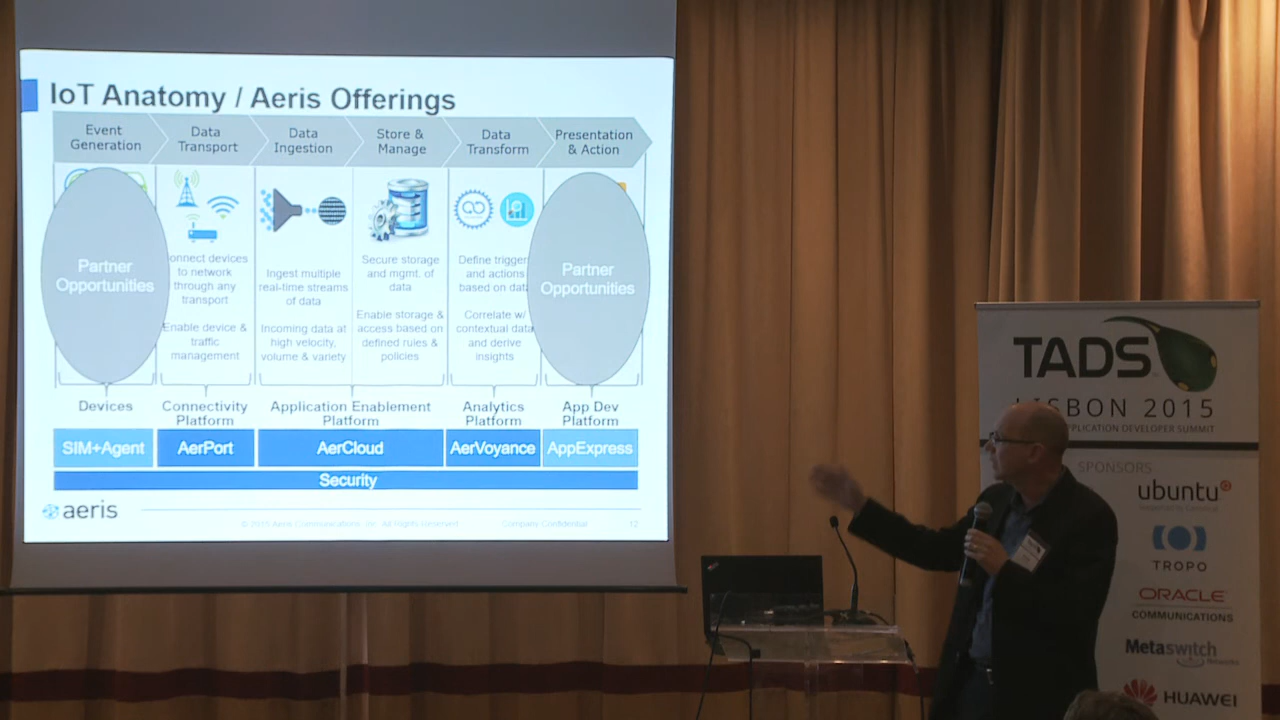 IoT Anatomy / Aeris Offerings
Event
Generation
Data
Transport
Data
Ingestion
Store &
Manage
Data
Transform
Presentation
& Action
Partner
Opportunities
onnect devices
to network
through any
transport
Enable device &
traffic
management
Ingest multiple
real-time streams
of data
Incoming data at
high velocity,
volume & variety
Secure storage
and mgmt. of
data
Enable storage &
access based on
defined rules &
policies
Define trigger
and actions
based on data
Correlate w/
contextual data
and derive
insights
Partner
Opportunities
Devices
Connectivity
Platform
Application Enablement
Platform
Analytics
Platform
App Dev
Platform
SIM+Agent
AerPort
AerCloud
AerVoyance
AppExpress
Security
aeris
© 2015 Aeris Communications, Inc. All Rights Reserved
Company Confidential
12
TADS
LISBON 2015
APPLICATION DEVELOPER SUMMIT
SPONSORS
ubuntu
TROPO
ORACLE
COMMUNICATIONS
Metaswitch
Networks
HUAWEI